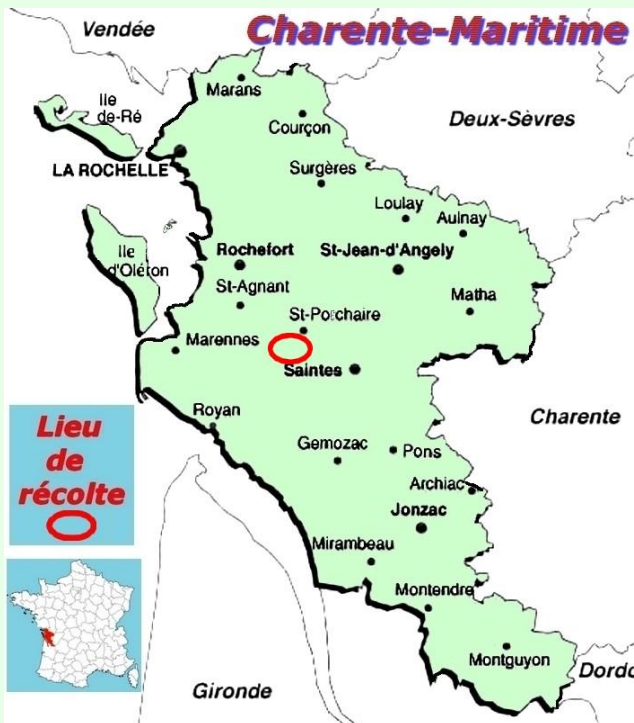 Vendée
Charente-Maritime
Marans
Ile
de-Ré
Courçon
Deux-Sèvres
LA ROCHELLE
Surgères
Loulay
Aulnay
Ile
d'Oléron
Rochefort
St-Jean-d'Angely
St-Agnant
Matha
St-Porchaire
Marennes
Saintes
Charente
Royan
Lieu
de
récolte
Gemozac
Pons
Archiac
Jonzac
Mirambeau
Montendre
Montguyon
Dordo
Gironde